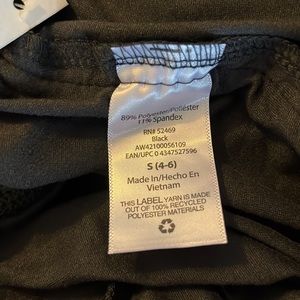 89% Polyester/Poliéster
11% Spandex
RN# 52469
Black
AW42100056109
EAN/UPC 0 4347527596
S (4-6)
Made In/Hecho En
Vietnam
THIS LABEL YARN IS MADE
OUT OF 100% RECYCLED
POLYESTER MATERIALS